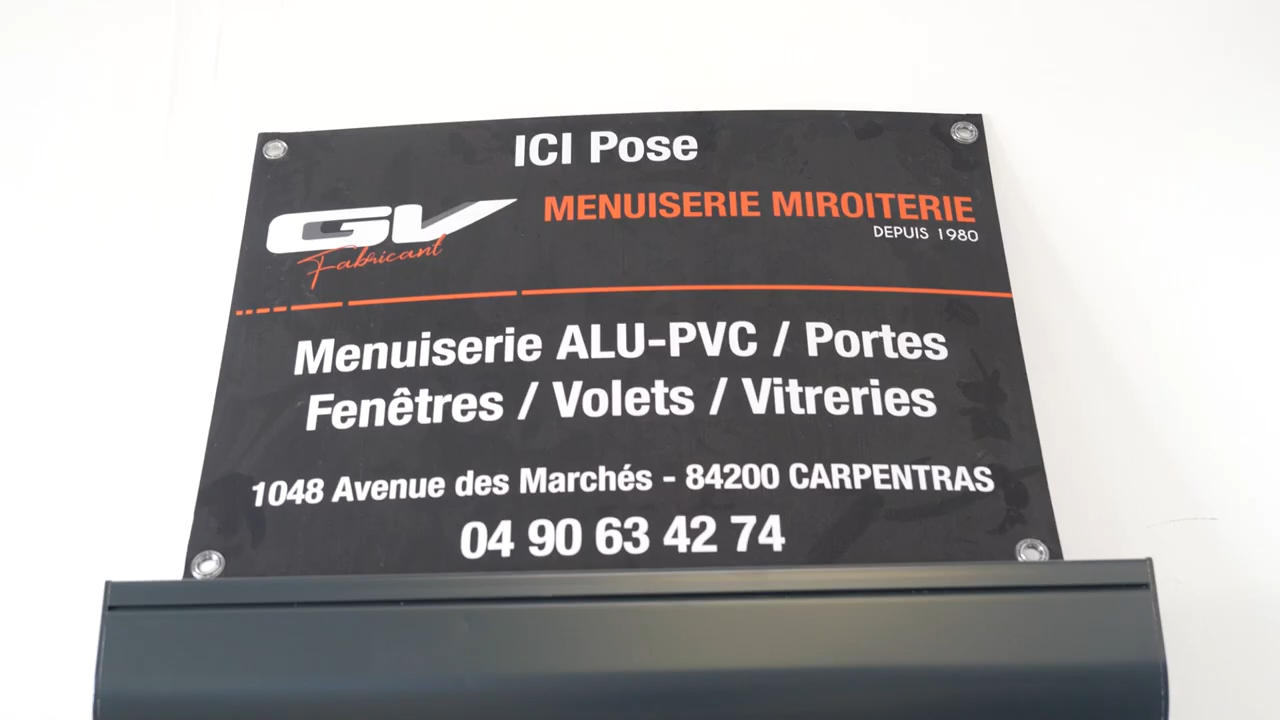 ICI Pose
GV
Fabricant
MENUISERIE MIROITERIE
DEPUIS 1980
Menuiserie ALU-PVC / Portes
Fenêtres / Volets / Vitreries
1048 Avenue des Marchés - 84200 CARPENTRAS
04 90 63 42 74